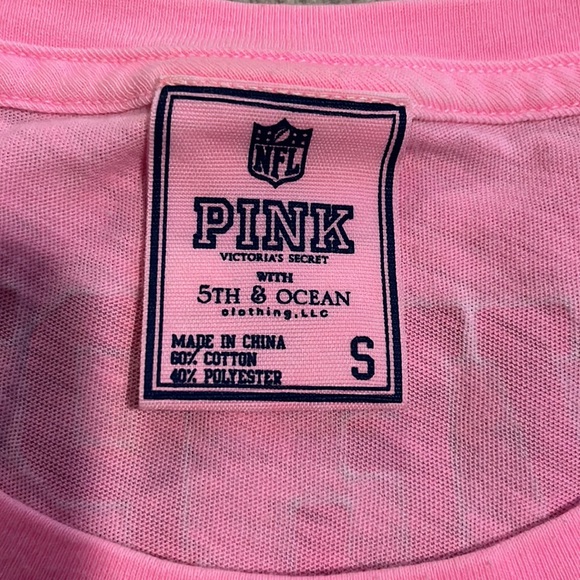 NFL
PINK
VICTORIA'S SECRET
WITH
5TH & OCEAN
clothing, LLC
MADE IN CHINA
60% COTTON
40% POLYESTER
S